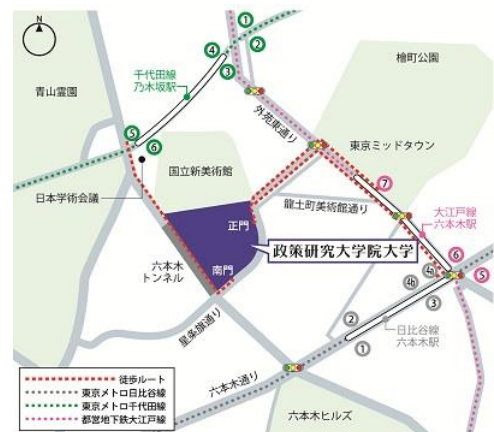 N
①
②
④
③
檜町公園
千代田線
乃木坂駅
青山霊園
外苑東通り
⑤
⑥
国立新美術館
東京ミッドタウン
日本学術会議
龍土町美術館通り
⑦
大江戸線
六本木駅
正門
政策研究大学院大学
六本木
トンネル
南門
⑥
4a
⑤
4b
③
星条旗通り
②
①
日比谷線
六本木駅
六本木通り
六本木ヒルズ
徒歩ルート
東京メトロ日比谷線
東京メトロ千代田線
都営地下鉄大江戸線